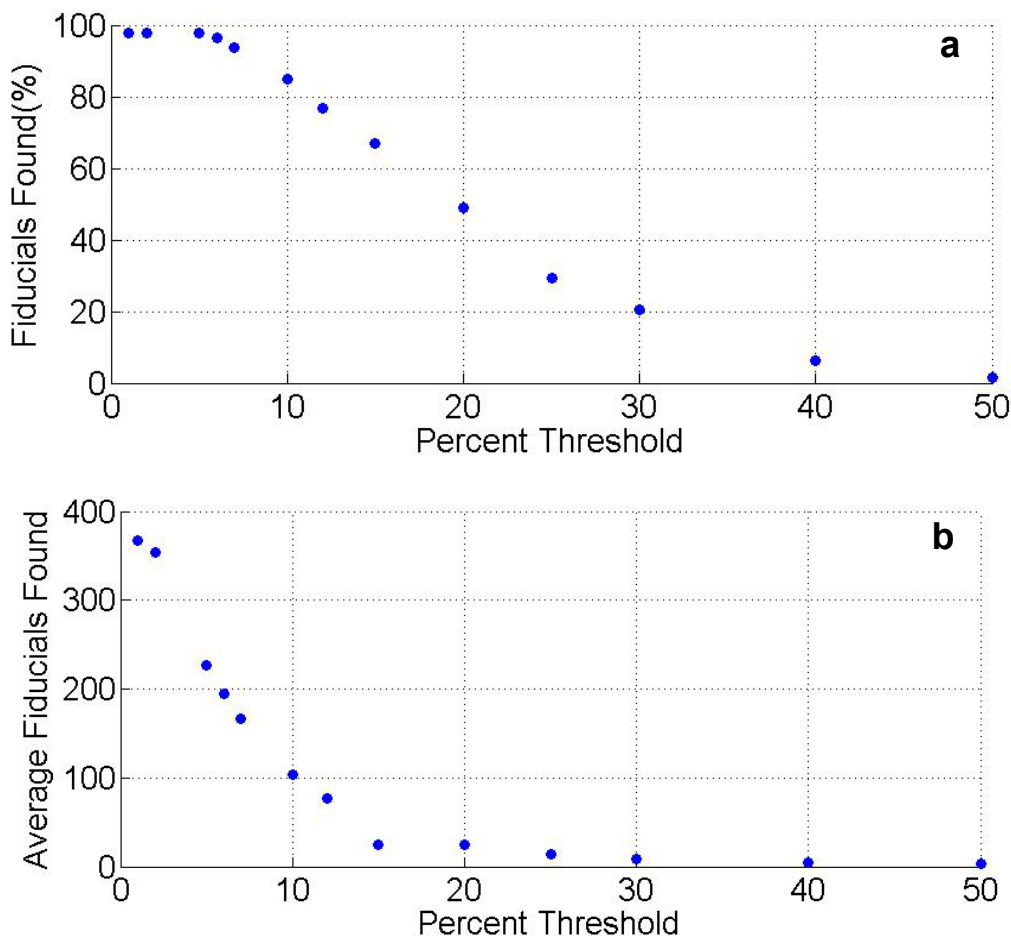 a
Fiducials Found(%)
100
80
60
40
20
0
0 10 20 30 40 50
Percent Threshold
b
Average Fiducials Found
400
300
200
100
0
0 10 20 30 40 50
Percent Threshold